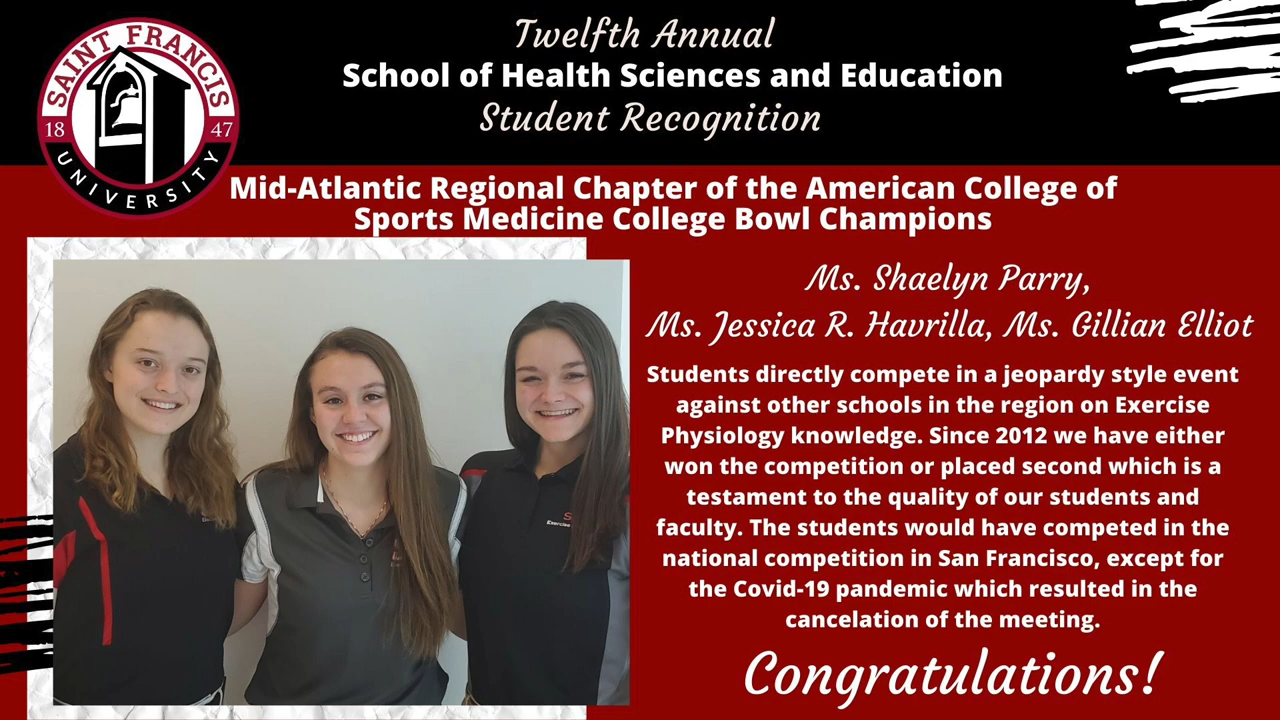 SAINT FRANCIS
18 47
UNIVERSITY
Twelfth Annual
School of Health Sciences and Education
Student Recognition
Mid-Atlantic Regional Chapter of the American College of
Sports Medicine College Bowl Champions
Ms. Shaelyn Parry,
Ms. Jessica R. Havrilla, Ms. Gillian Elliot
Students directly compete in a jeopardy style event
against other schools in the region on Exercise
Physiology knowledge. Since 2012 we have either
won the competition or placed second which is a
testament to the quality of our students and
faculty. The students would have competed in the
national competition in San Francisco, except for
the Covid-19 pandemic which resulted in the
cancelation of the meeting.
Congratulations!